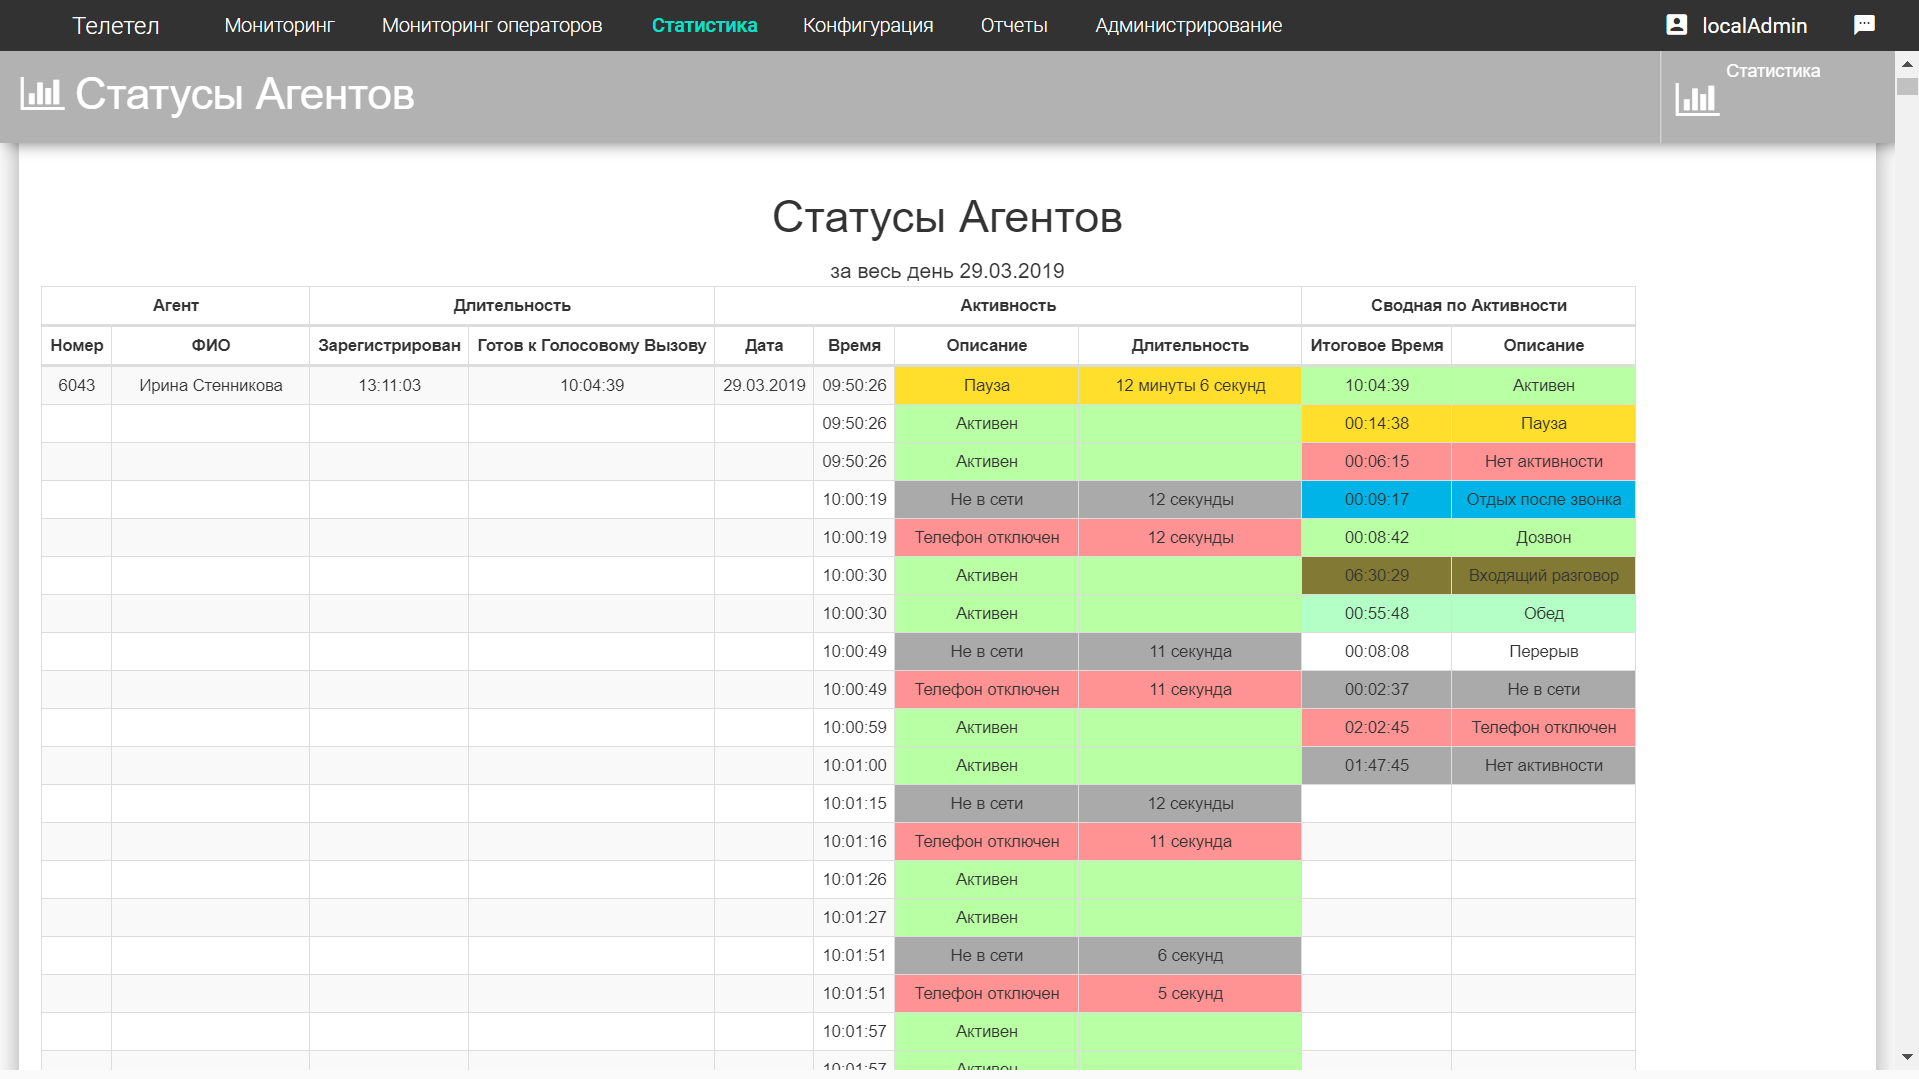 Телетел Мониторинг Мониторинг операторов Статистика Конфигурация Отчеты Администрирование localAdmin
Статусы Агентов Статистика
Статусы Агентов
за весь день 29.03.2019
Агент Длительность Активность Сводная по Активности
Номер ФИО Зарегистрирован Готов к Голосовому Вызову Дата Время Описание Длительность Итоговое Время Описание
6043 Ирина Стенникова 13:11:03 10:04:39 29.03.2019 09:50:26 Пауза 12 минуты 6 секунд 10:04:39 Активен
09:50:26 Активен 00:14:38 Пауза
09:50:26 Активен 00:06:15 Нет активности
10:00:19 Не в сети 12 секунды 00:09:17 Отдых после звонка
10:00:19 Телефон отключен 12 секунды 00:08:42 Дозвон
10:00:30 Активен 06:30:29 Входящий разговор
10:00:30 Активен 00:55:48 Обед
10:00:49 Не в сети 11 секунда 00:08:08 Перерыв
10:00:49 Телефон отключен 11 секунда 00:02:37 Не в сети
10:00:59 Активен 02:02:45 Телефон отключен
10:01:00 Активен 01:47:45 Нет активности
10:01:15 Не в сети 12 секунды
10:01:16 Телефон отключен 11 секунда
10:01:26 Активен
10:01:27 Активен
10:01:51 Не в сети 6 секунд
10:01:51 Телефон отключен 5 секунд
10:01:57 Активен
10:01:57 Активен